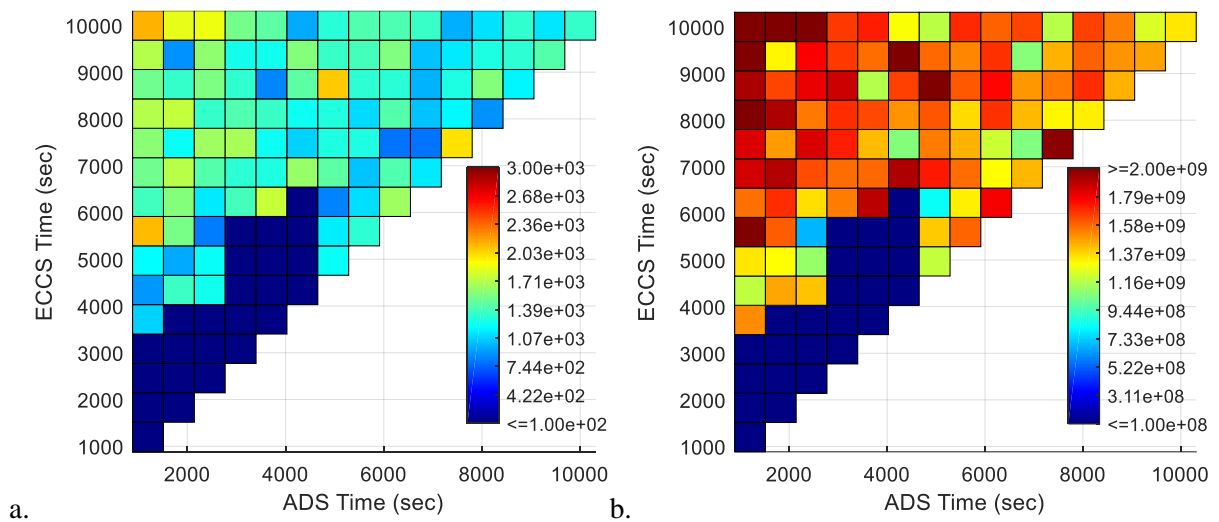 10000
9000
8000
7000
6000
5000
4000
3000
2000
1000
ECCS Time (sec)
2000 4000 6000 8000 10000
ADS Time (sec)
3.00e+03
2.68e+03
2.36e+03
2.03e+03
1.71e+03
1.39e+03
1.07e+03
7.44e+02
4.22e+02
<=1.00e+02
a.
10000
9000
8000
7000
6000
5000
4000
3000
2000
1000
ECCS Time (sec)
2000 4000 6000 8000 10000
ADS Time (sec)
>=2.00e+09
1.79e+09
1.58e+09
1.37e+09
1.16e+09
9.44e+08
7.33e+08
5.22e+08
3.11e+08
<=1.00e+08
b.